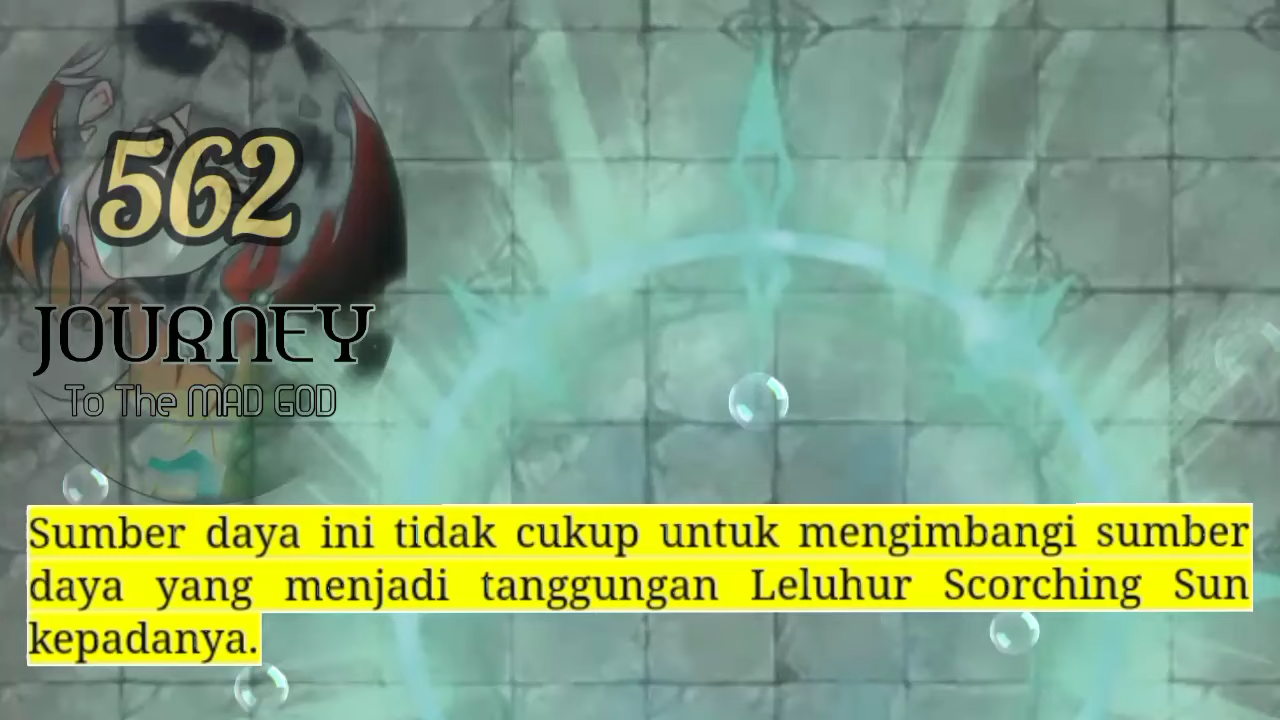 562
JOURNEY
To The MAD GOD
Sumber daya ini tidak cukup untuk mengimbangi sumber
daya yang menjadi tanggungan Leluhur Scorching Sun
kepadanya.